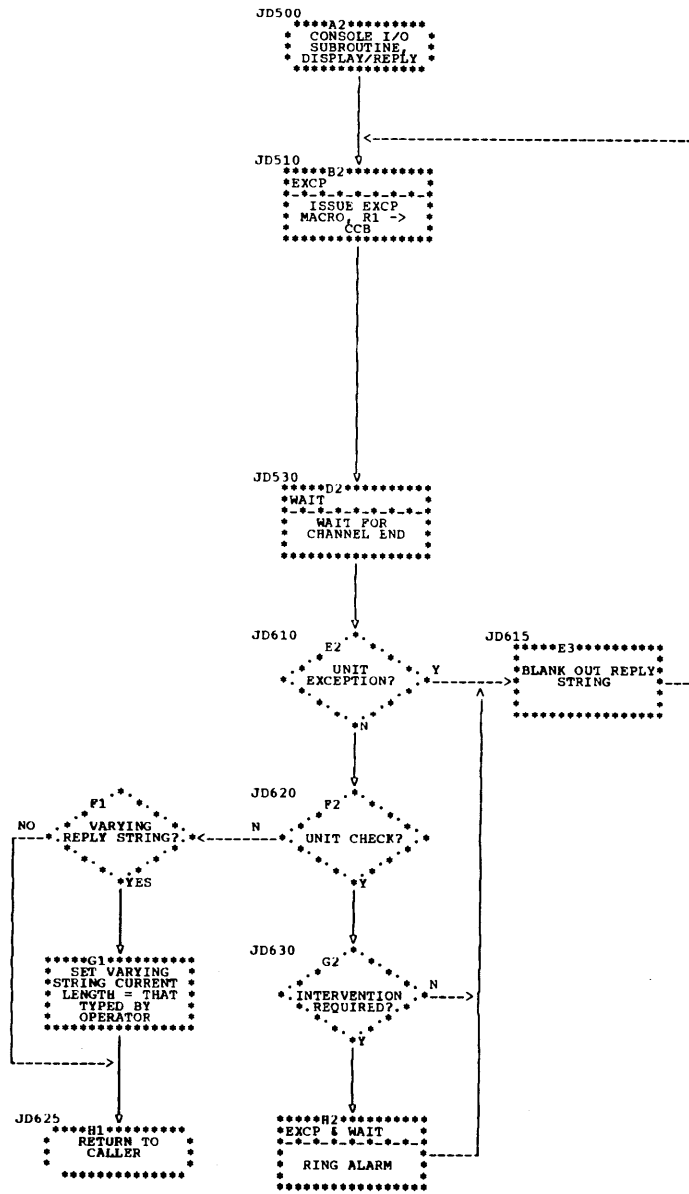 JD500
A2
CONSOLE I/O
SUBROUTINE,
DISPLAY/REPLY
JD510
B2
EXCP
ISSUE EXCP
MACRO, R1 ->
CCB
JD530
D2
WAIT
WAIT FOR
CHANNEL END
JD610
E2
UNIT
EXCEPTION?
Y
N
JD615
E3
BLANK OUT REPLY
STRING
JD620
F2
UNIT CHECK?
N
Y
F1
VARYING
REPLY STRING?
NO
YES
G1
SET VARYING
STRING CURRENT
LENGTH = THAT
TYPED BY
OPERATOR
JD630
G2
INTERVENTION
REQUIRED?
N
Y
JD625
H1
RETURN TO
CALLER
H2
EXCP & WAIT
RING ALARM